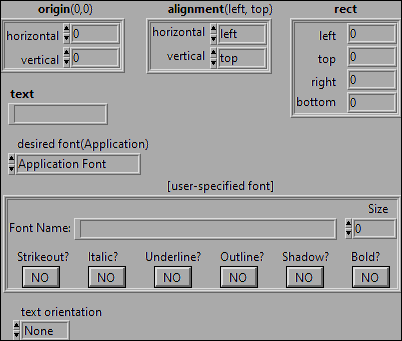 origin(0,0) alignment(left, top) rect
horizontal 0 horizontal left left 0
vertical 0 vertical top top 0
right 0
bottom 0
text
desired font(Application)
Application Font
[user-specified font]
Size
Font Name: 0
Strikeout? Italic? Underline? Outline? Shadow? Bold?
NO NO NO NO NO NO
text orientation
None